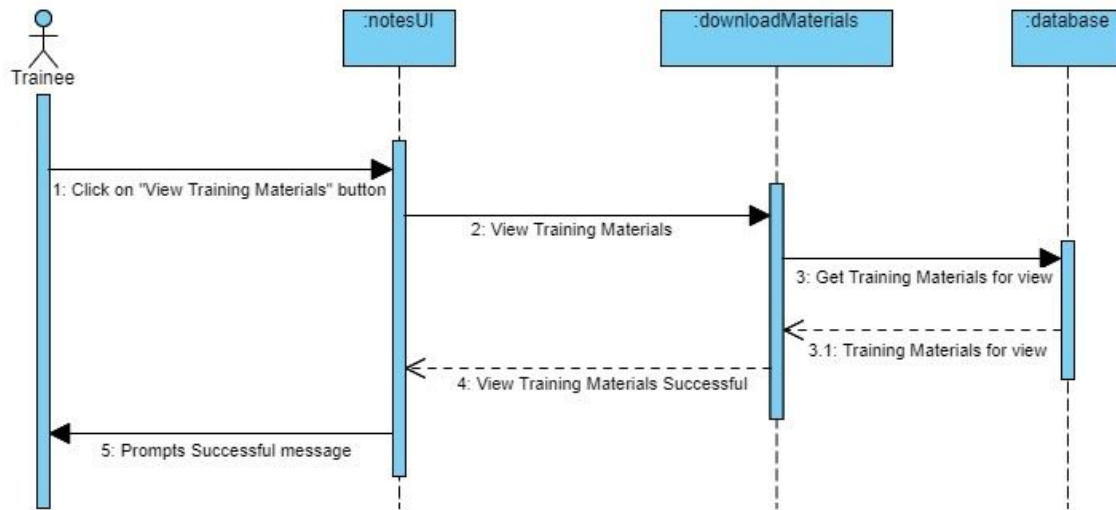 :notesUI
:downloadMaterials
:database
Trainee
1: Click on "View Training Materials" button
2: View Training Materials
3: Get Training Materials for view
3.1: Training Materials for view
4: View Training Materials Successful
5: Prompts Successful message